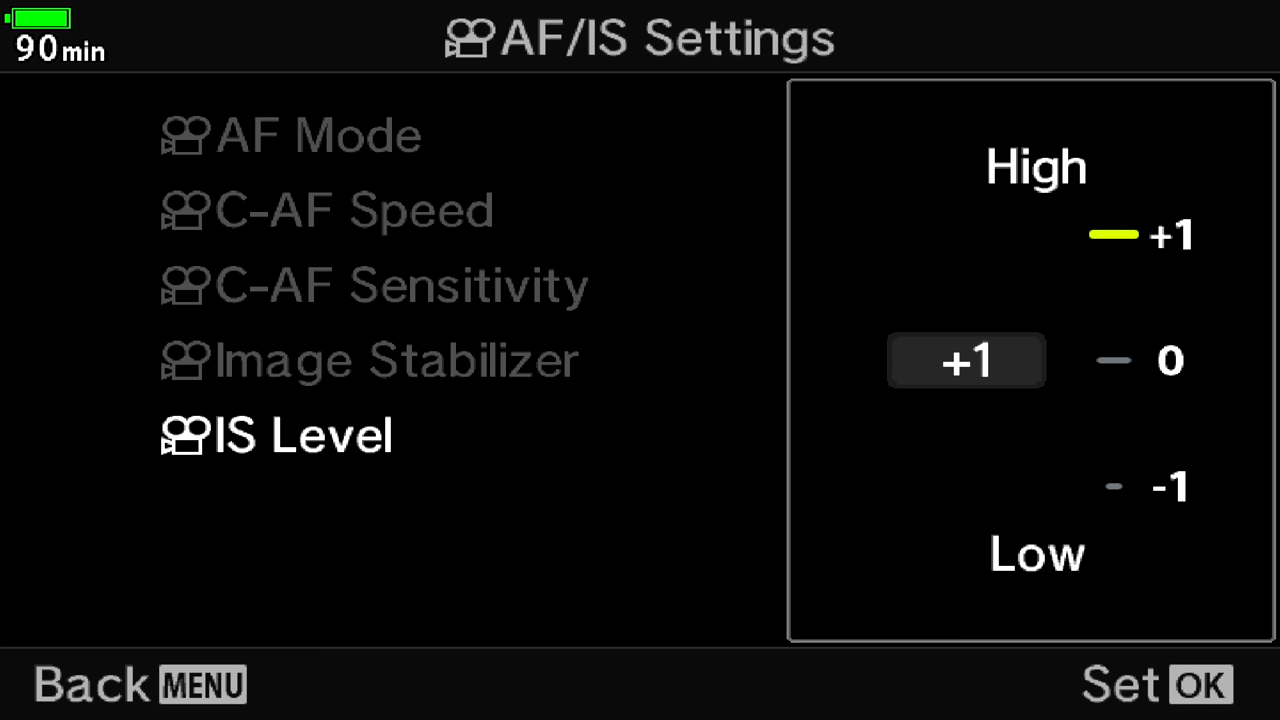 90min
AF/IS Settings
AF Mode
C-AF Speed
C-AF Sensitivity
Image Stabilizer
IS Level
High
+1
+1
0
-1
Low
Back MENU
Set OK